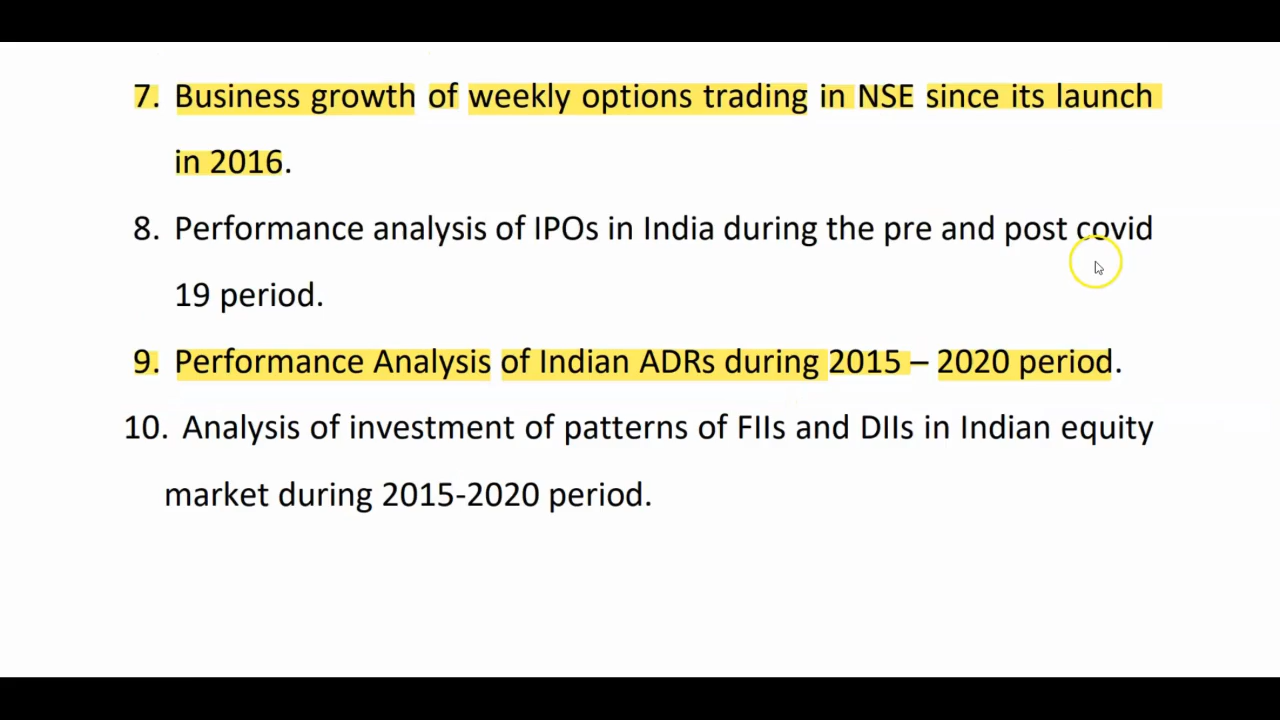 7. Business growth of weekly options trading in NSE since its launch
in 2016.
8. Performance analysis of IPOs in India during the pre and post covid
19 period.
9. Performance Analysis of Indian ADRs during 2015 – 2020 period.
10. Analysis of investment of patterns of FIIs and DIIs in Indian equity
market during 2015-2020 period.